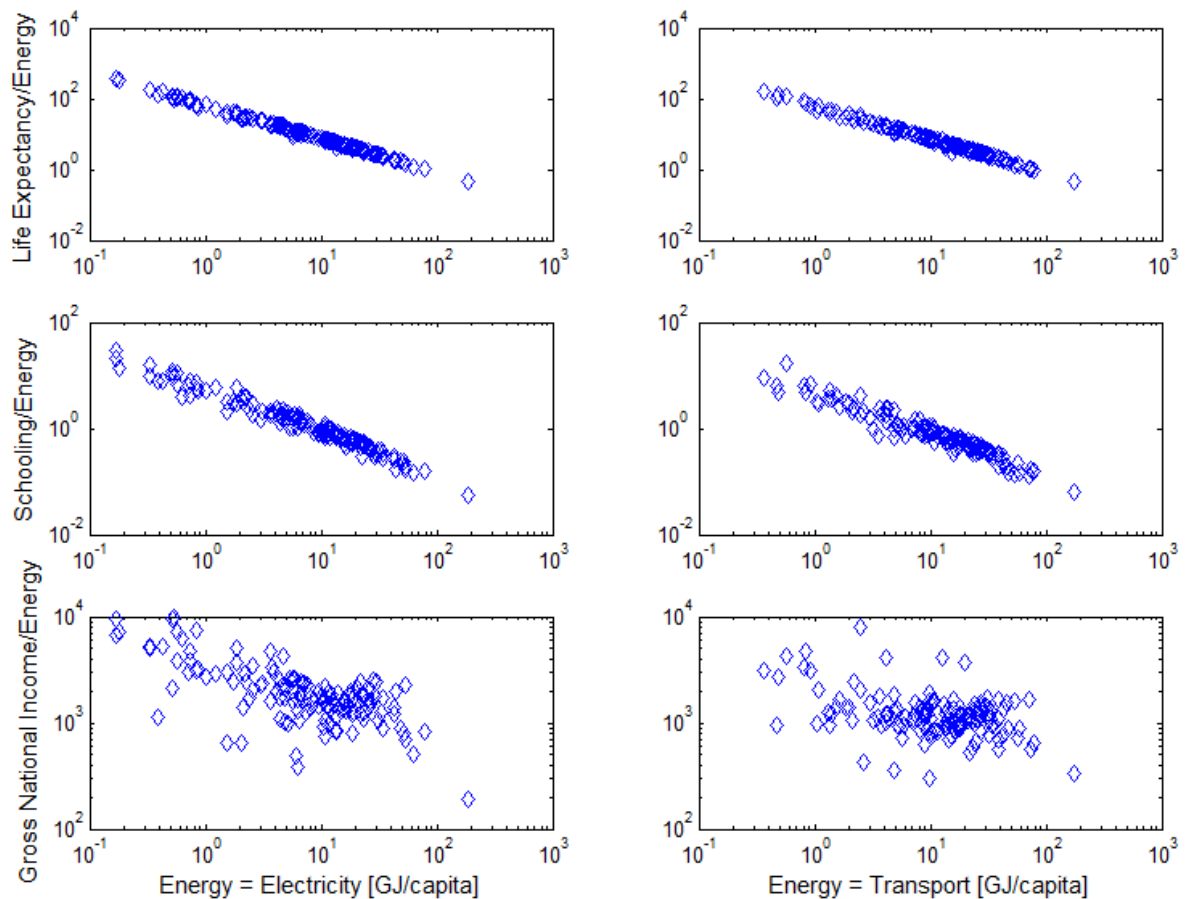 10^4
10^2
10^0
10^-2
Life Expectancy/Energy
10^-1 10^0 10^1 10^2 10^3
10^4
10^2
10^0
10^-2
10^-1 10^0 10^1 10^2 10^3
10^2
10^0
10^-2
Schooling/Energy
10^-1 10^0 10^1 10^2 10^3
10^2
10^0
10^-2
10^-1 10^0 10^1 10^2 10^3
10^4
10^3
10^2
Gross National Income/Energy
10^-1 10^0 10^1 10^2 10^3
Energy = Electricity [GJ/capita]
10^4
10^3
10^2
10^-1 10^0 10^1 10^2 10^3
Energy = Transport [GJ/capita]